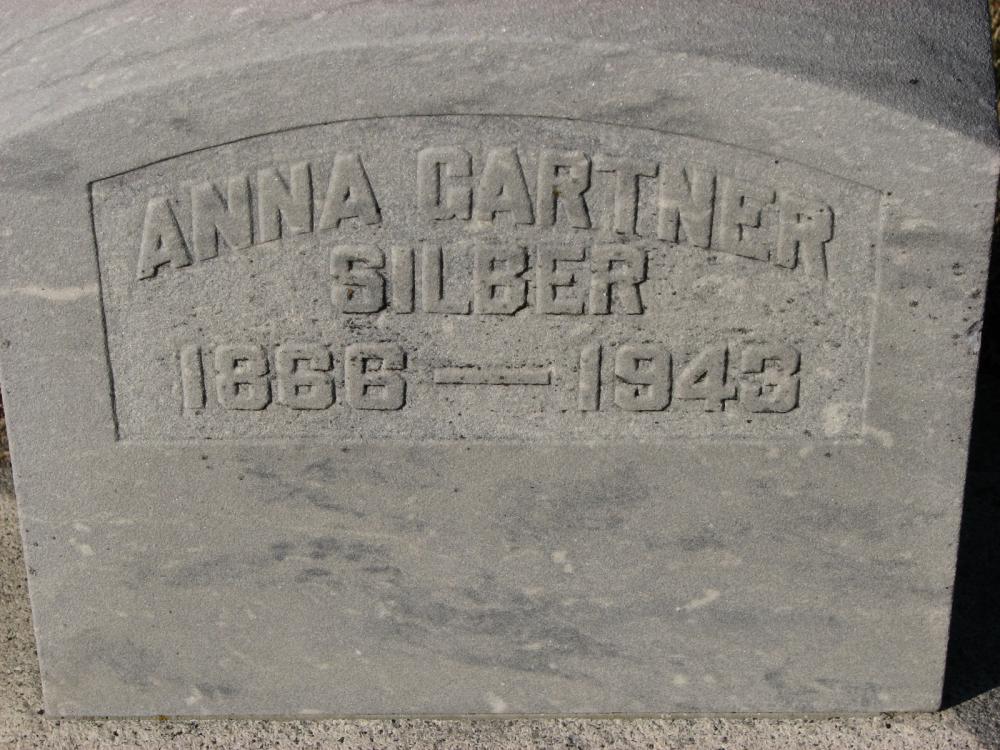 ANNA GARTNER
SILBER
1866 — 1943